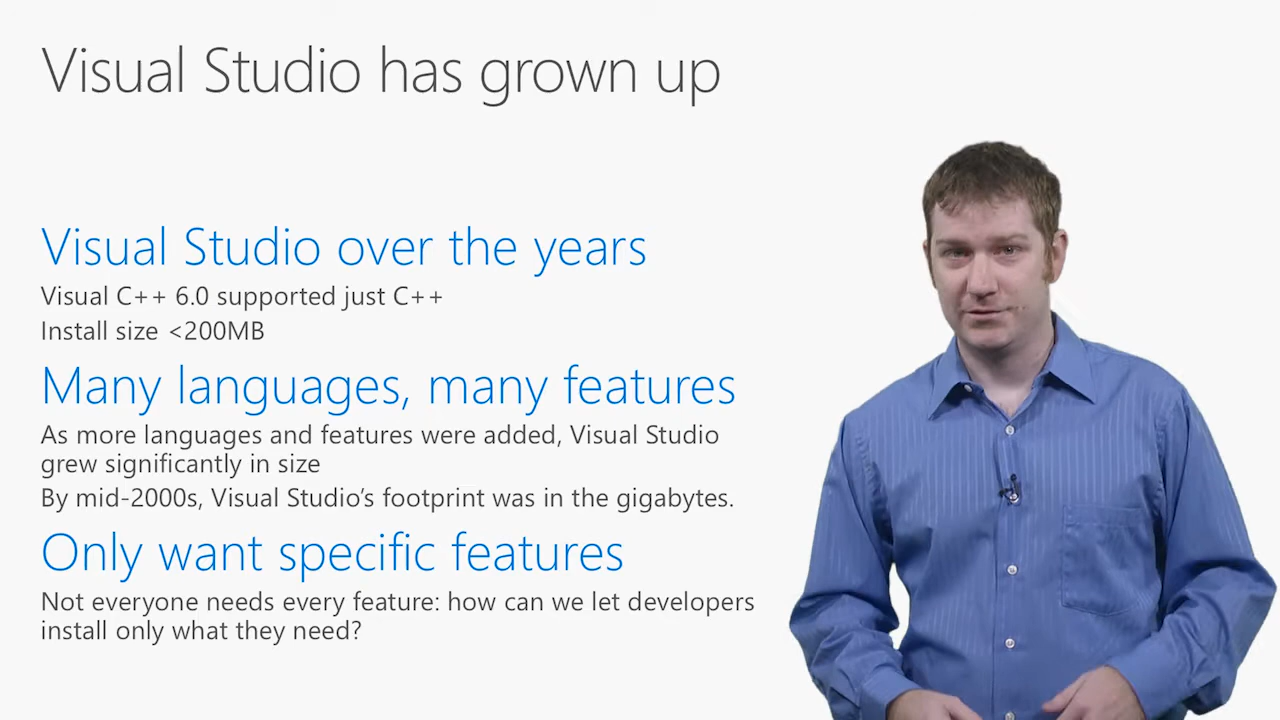 Visual Studio has grown up
Visual Studio over the years
Visual C++ 6.0 supported just C++
Install size <200MB
Many languages, many features
As more languages and features were added, Visual Studio
grew significantly in size
By mid-2000s, Visual Studio’s footprint was in the gigabytes.
Only want specific features
Not everyone needs every feature: how can we let developers
install only what they need?